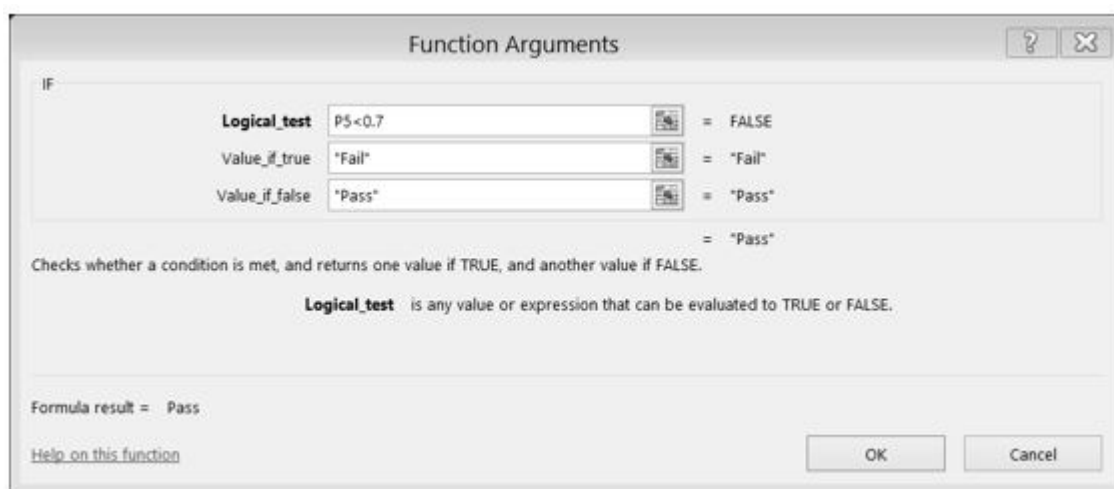 Function Arguments
IF
Logical_test P5<0.7 = FALSE
Value_if_true "Fail" = "Fail"
Value_if_false "Pass" = "Pass"
= "Pass"
Checks whether a condition is met, and returns one value if TRUE, and another value if FALSE.
Logical_test is any value or expression that can be evaluated to TRUE or FALSE.
Formula result = Pass
Help on this function OK Cancel